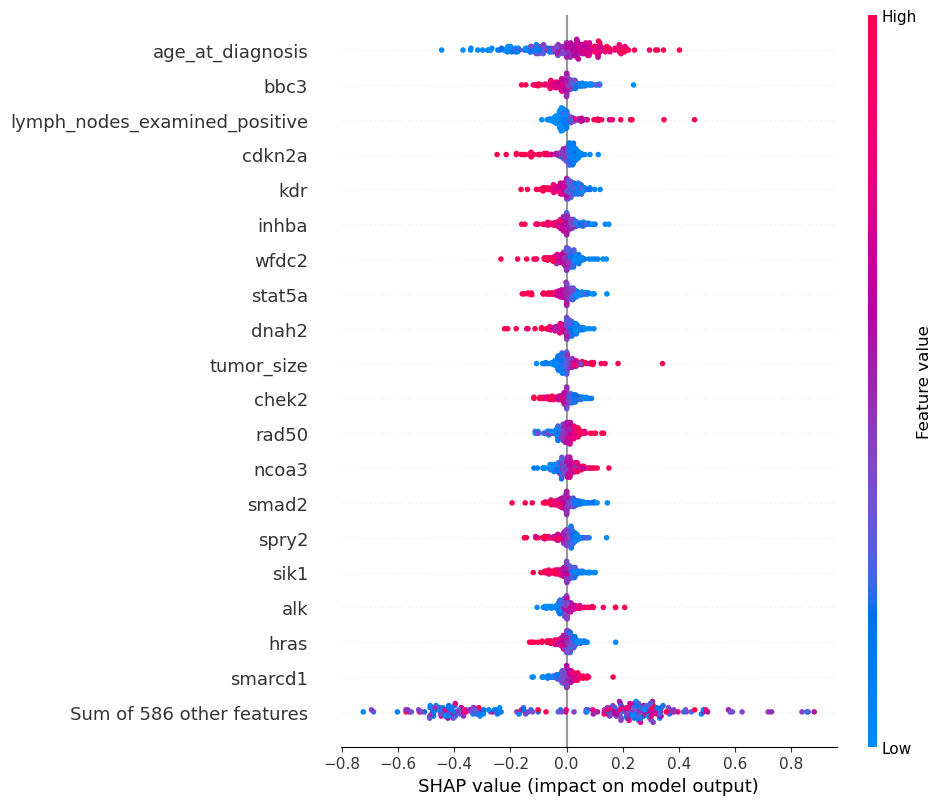 High
age_at_diagnosis
bbc3
lymph_nodes_examined_positive
cdkn2a
kdr
inhba
wfdc2
stat5a
dnah2
tumor_size
chek2
rad50
ncoa3
smad2
spry2
sik1
alk
hras
smarcd1
Sum of 586 other features
Feature value
Low
−0.8 −0.6 −0.4 −0.2 0.0 0.2 0.4 0.6 0.8
SHAP value (impact on model output)